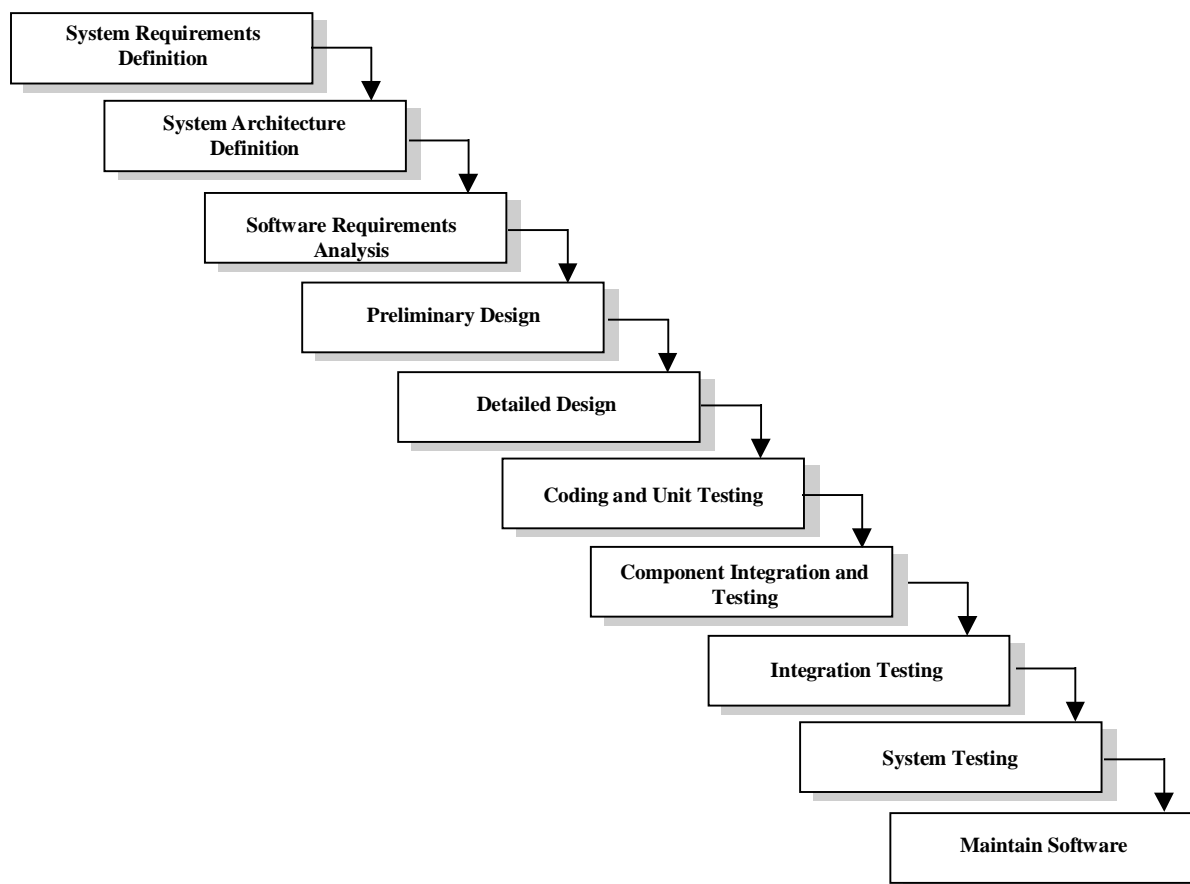 System Requirements
Definition
System Architecture
Definition
Software Requirements
Analysis
Preliminary Design
Detailed Design
Coding and Unit Testing
Component Integration and
Testing
Integration Testing
System Testing
Maintain Software